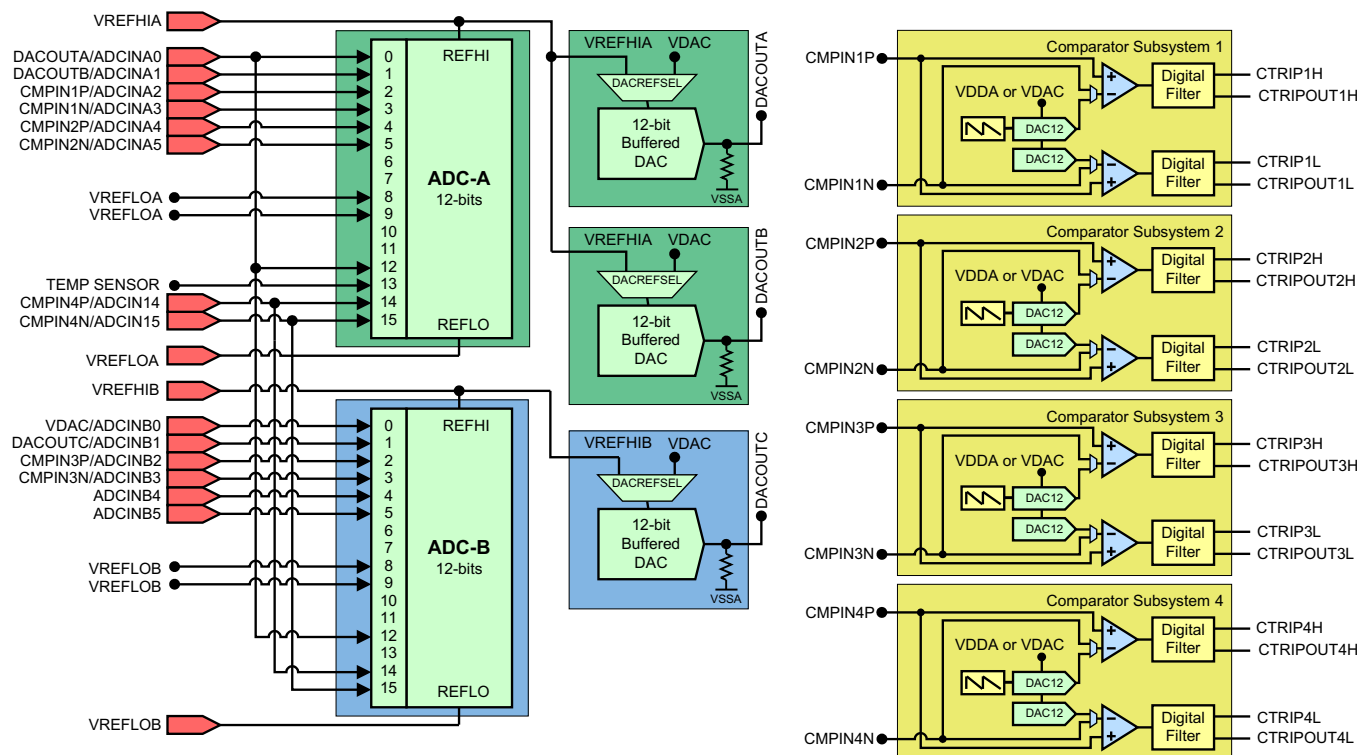 VREFHIA
DACOUTA/ADCINA0
DACOUTB/ADCINA1
CMPIN1P/ADCINA2
CMPIN1N/ADCINA3
CMPIN2P/ADCINA4
CMPIN2N/ADCINA5
VREFLOA
VREFLOA
TEMP SENSOR
CMPIN4P/ADCIN14
CMPIN4N/ADCIN15
VREFLOA
REFHI
0
1
2
3
4
5
6
7
8
9
10
11
12
13
14
15
ADC-A
12-bits
REFLO
VREFHIB
VDAC/ADCINB0
DACOUTC/ADCINB1
CMPIN3P/ADCINB2
CMPIN3N/ADCINB3
ADCINB4
ADCINB5
VREFLOB
VREFLOB
VREFLOB
REFHI
0
1
2
3
4
5
6
7
8
9
10
11
12
13
14
15
ADC-B
12-bits
REFLO
VREFHIA
VDAC
DACREFSEL
12-bit
Buffered
DAC
VSSA
DACOUTA
VREFHIA
VDAC
DACREFSEL
12-bit
Buffered
DAC
VSSA
DACOUTB
VREFHIB
VDAC
DACREFSEL
12-bit
Buffered
DAC
VSSA
DACOUTC
Comparator Subsystem 1
CMPIN1P
VDDA or VDAC
DAC12
DAC12
CMPIN1N
+
−
−
+
Digital
Filter
Digital
Filter
CTRIP1H
CTRIPOUT1H
CTRIP1L
CTRIPOUT1L
Comparator Subsystem 2
CMPIN2P
VDDA or VDAC
DAC12
DAC12
CMPIN2N
+
−
−
+
Digital
Filter
Digital
Filter
CTRIP2H
CTRIPOUT2H
CTRIP2L
CTRIPOUT2L
Comparator Subsystem 3
CMPIN3P
VDDA or VDAC
DAC12
DAC12
CMPIN3N
+
−
−
+
Digital
Filter
Digital
Filter
CTRIP3H
CTRIPOUT3H
CTRIP3L
CTRIPOUT3L
Comparator Subsystem 4
CMPIN4P
VDDA or VDAC
DAC12
DAC12
CMPIN4N
+
−
−
+
Digital
Filter
Digital
Filter
CTRIP4H
CTRIPOUT4H
CTRIP4L
CTRIPOUT4L